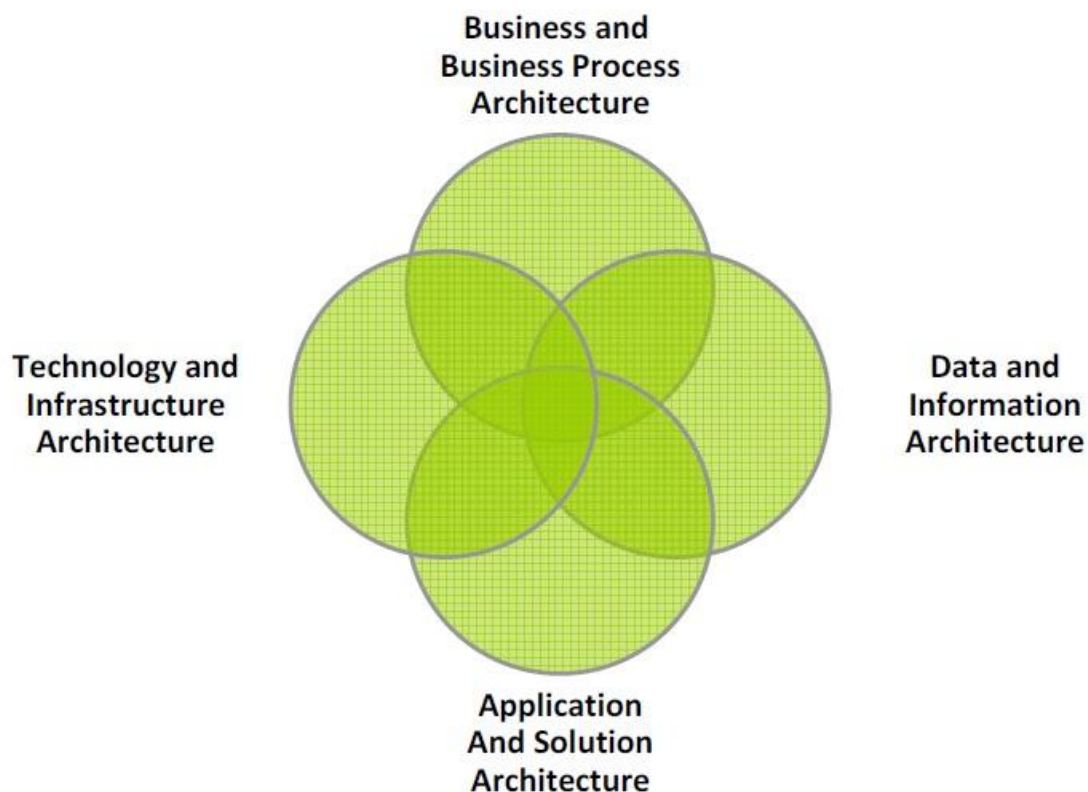 Business and
Business Process
Architecture
Technology and
Infrastructure
Architecture
Data and
Information
Architecture
Application
And Solution
Architecture